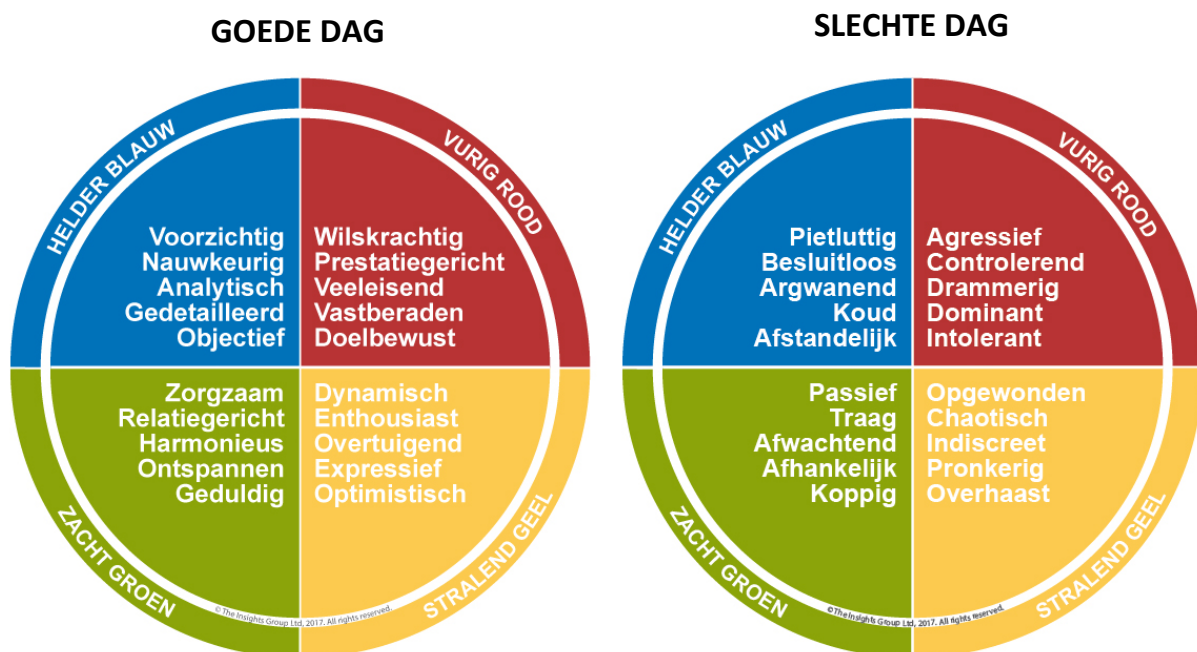 GOEDE DAG
HELDER BLAUW
VURIG ROOD
Voorzichtig
Nauwkeurig
Analytisch
Gedetailleerd
Objectief
Wilskrachtig
Prestatiegericht
Veeleisend
Vastberaden
Doelbewust
Zorgzaam
Relatiegericht
Harmonieus
Ontspannen
Geduldig
Dynamisch
Enthousiast
Overtuigend
Expressief
Optimistisch
ZACHT GROEN
STRALEND GEEL
© The Insights Group Ltd, 2017. All rights reserved.
SLECHTE DAG
HELDER BLAUW
VURIG ROOD
Pietluttig
Besluitloos
Argwanend
Koud
Afstandelijk
Agressief
Controlerend
Drammerig
Dominant
Intolerant
Passief
Traag
Afwachtend
Afhankelijk
Koppig
Opgewonden
Chaotisch
Indiscreet
Pronkerig
Overhaast
ZACHT GROEN
STRALEND GEEL
©The Insights Group Ltd, 2017. All rights reserved.